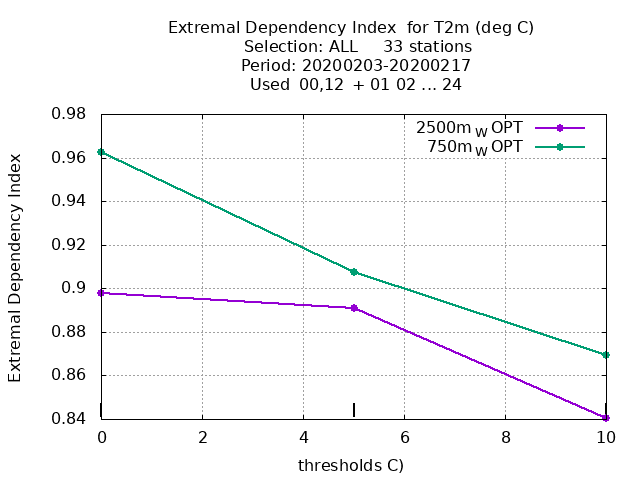 Extremal Dependency Index  for T2m (deg C)
Selection: ALL     33 stations
Period: 20200203-20200217
Used  00,12  + 01 02 ... 24
0.98
0.96
0.94
0.92
0.9
0.88
0.86
0.84
Extremal Dependency Index
2500m W OPT
750m W OPT
0 2 4 6 8 10
thresholds C)